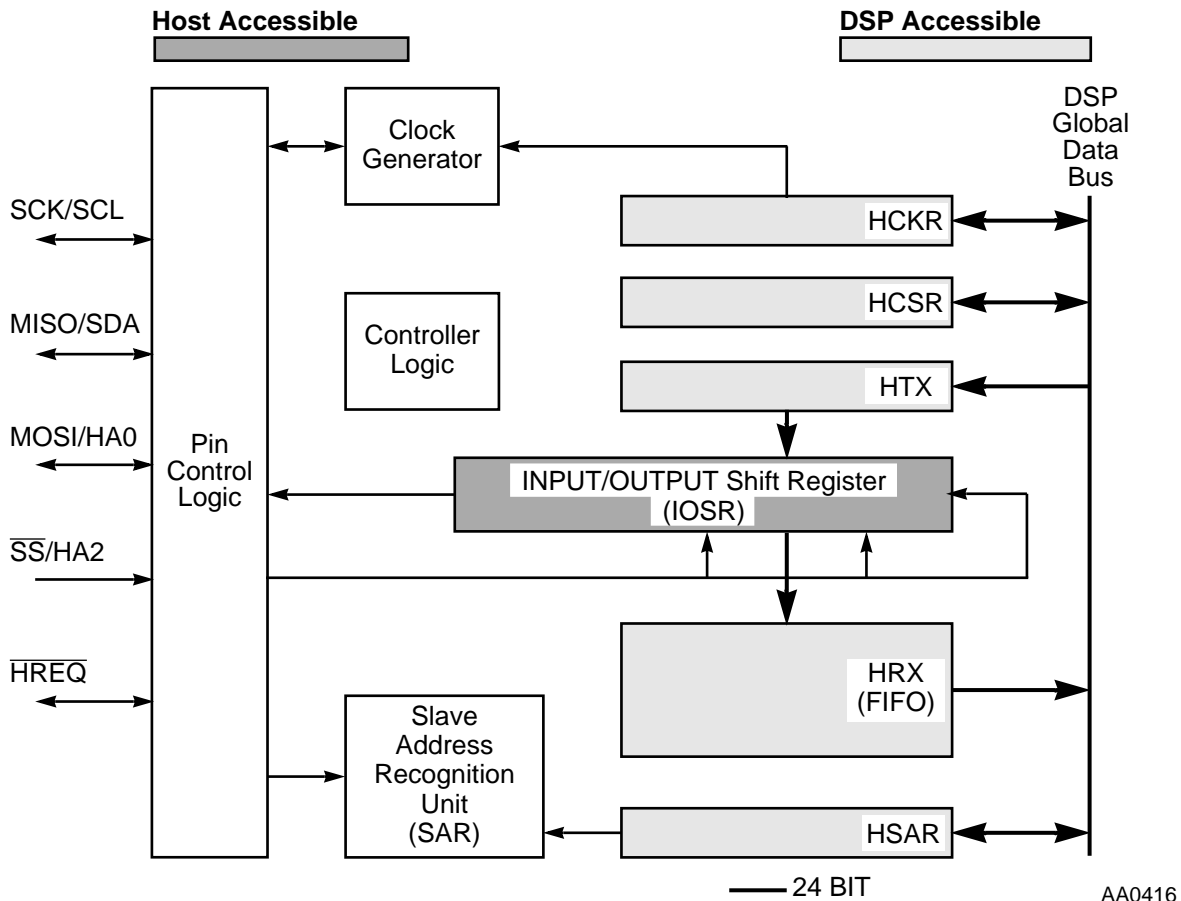 Host Accessible
DSP Accessible
DSP
Global
Data
Bus
Clock
Generator
SCK/SCL
HCKR
HCSR
MISO/SDA
Controller
Logic
HTX
MOSI/HA0
Pin
Control
Logic
INPUT/OUTPUT Shift Register
(IOSR)
S̅S̅/HA2
H̅R̅E̅Q̅
HRX
(FIFO)
Slave
Address
Recognition
Unit
(SAR)
HSAR
24 BIT
AA0416